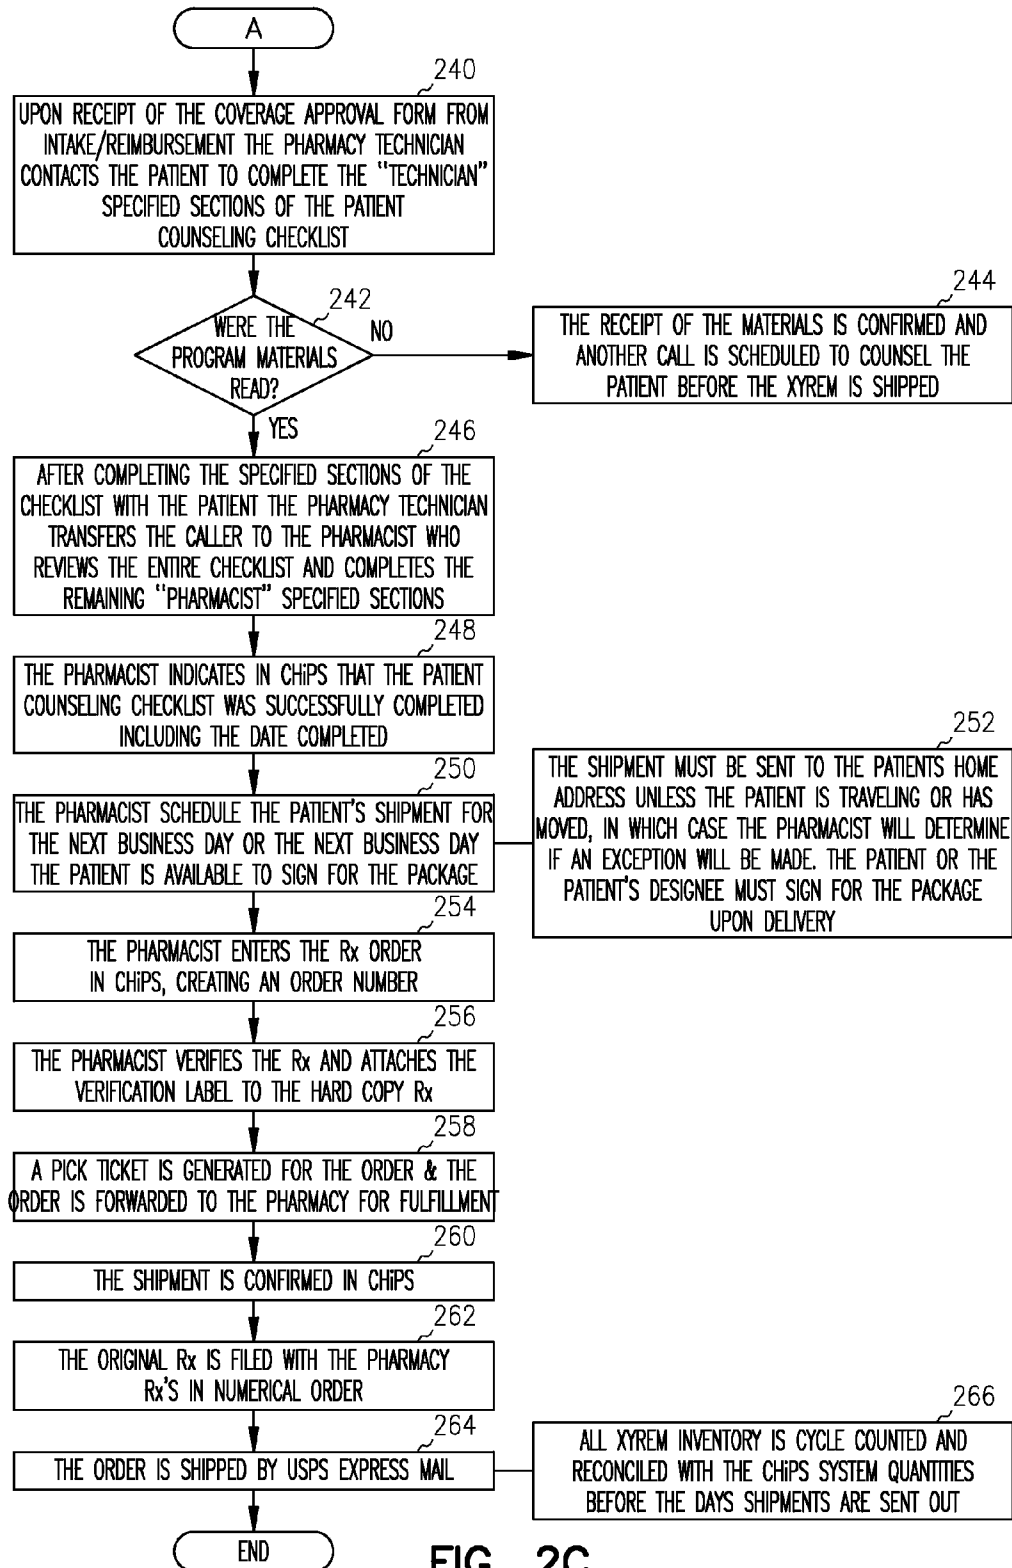 A
240
UPON RECEIPT OF THE COVERAGE APPROVAL FORM FROM
INTAKE/REIMBURSEMENT THE PHARMACY TECHNICIAN
CONTACTS THE PATIENT TO COMPLETE THE "TECHNICIAN"
SPECIFIED SECTIONS OF THE PATIENT
COUNSELING CHECKLIST
242
WERE THE
PROGRAM MATERIALS
READ?
NO
244
THE RECEIPT OF THE MATERIALS IS CONFIRMED AND
ANOTHER CALL IS SCHEDULED TO COUNSEL THE
PATIENT BEFORE THE XYREM IS SHIPPED
YES
246
AFTER COMPLETING THE SPECIFIED SECTIONS OF THE
CHECKLIST WITH THE PATIENT THE PHARMACY TECHNICIAN
TRANSFERS THE CALLER TO THE PHARMACIST WHO
REVIEWS THE ENTIRE CHECKLIST AND COMPLETES THE
REMAINING "PHARMACIST" SPECIFIED SECTIONS
248
THE PHARMACIST INDICATES IN CHiPS THAT THE PATIENT
COUNSELING CHECKLIST WAS SUCCESSFULLY COMPLETED
INCLUDING THE DATE COMPLETED
250
THE PHARMACIST SCHEDULE THE PATIENT'S SHIPMENT FOR
THE NEXT BUSINESS DAY OR THE NEXT BUSINESS DAY
THE PATIENT IS AVAILABLE TO SIGN FOR THE PACKAGE
252
THE SHIPMENT MUST BE SENT TO THE PATIENTS HOME
ADDRESS UNLESS THE PATIENT IS TRAVELING OR HAS
MOVED, IN WHICH CASE THE PHARMACIST WILL DETERMINE
IF AN EXCEPTION WILL BE MADE. THE PATIENT OR THE
PATIENT'S DESIGNEE MUST SIGN FOR THE PACKAGE
UPON DELIVERY
254
THE PHARMACIST ENTERS THE Rx ORDER
IN CHiPS, CREATING AN ORDER NUMBER
256
THE PHARMACIST VERIFIES THE Rx AND ATTACHES THE
VERIFICATION LABEL TO THE HARD COPY Rx
258
A PICK TICKET IS GENERATED FOR THE ORDER & THE
ORDER IS FORWARDED TO THE PHARMACY FOR FULFILLMENT
260
THE SHIPMENT IS CONFIRMED IN CHiPS
262
THE ORIGINAL Rx IS FILED WITH THE PHARMACY
Rx'S IN NUMERICAL ORDER
264
THE ORDER IS SHIPPED BY USPS EXPRESS MAIL
266
ALL XYREM INVENTORY IS CYCLE COUNTED AND
RECONCILED WITH THE CHiPS SYSTEM QUANTITIES
BEFORE THE DAYS SHIPMENTS ARE SENT OUT
END
FIG. 2C